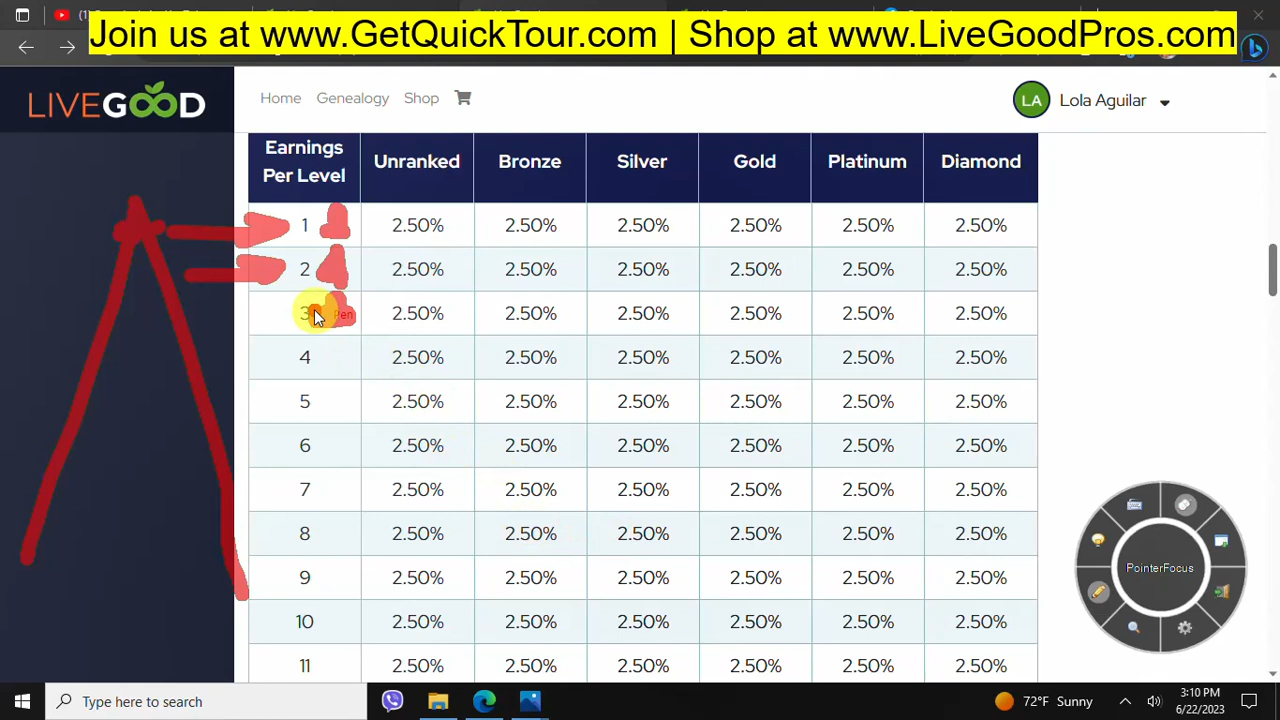 Join us at www.GetQuickTour.com | Shop at www.LiveGoodPros.com
LIVEGOOD
Home Genealogy Shop
LA Lola Aguilar
Earnings Per Level Unranked Bronze Silver Gold Platinum Diamond
1 2.50% 2.50% 2.50% 2.50% 2.50% 2.50%
2 2.50% 2.50% 2.50% 2.50% 2.50% 2.50%
3 Pen 2.50% 2.50% 2.50% 2.50% 2.50% 2.50%
4 2.50% 2.50% 2.50% 2.50% 2.50% 2.50%
5 2.50% 2.50% 2.50% 2.50% 2.50% 2.50%
6 2.50% 2.50% 2.50% 2.50% 2.50% 2.50%
7 2.50% 2.50% 2.50% 2.50% 2.50% 2.50%
8 2.50% 2.50% 2.50% 2.50% 2.50% 2.50%
9 2.50% 2.50% 2.50% 2.50% 2.50% 2.50%
10 2.50% 2.50% 2.50% 2.50% 2.50% 2.50%
11 2.50% 2.50% 2.50% 2.50% 2.50% 2.50%
PointerFocus
Type here to search
72°F Sunny
3:10 PM
6/22/2023